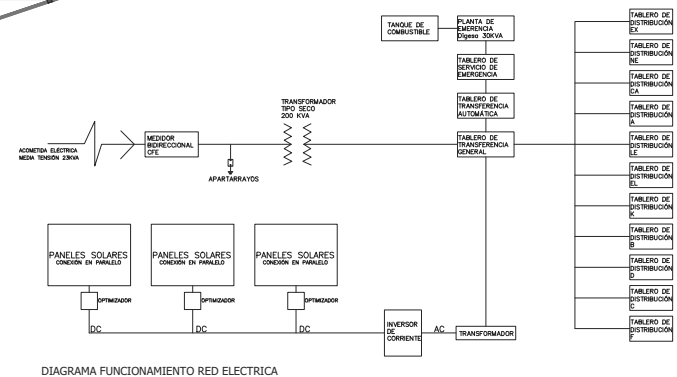 TANQUE DE
COMBUSTIBLE
PLANTA DE
EMERENCIA
Digesa 30KVA
TABLERO DE
SERVICIO DE
EMERGENCIA
TABLERO DE
TRANSFERENCIA
AUTOMÁTICA
TABLERO DE
TRANSFERENCIA
GENERAL
TRANSFORMADOR
TIPO SECO
200 KVA
ACOMETIDA ELÉCTRICA
MEDIA TENSIÓN 23KVA
MEDIDOR
BIDIRECCIONAL
CFE
APARTARRAYOS
TABLERO DE
DISTRIBUCIÓN
EX
TABLERO DE
DISTRIBUCIÓN
NE
TABLERO DE
DISTRIBUCIÓN
CA
TABLERO DE
DISTRIBUCIÓN
A
TABLERO DE
DISTRIBUCIÓN
LE
TABLERO DE
DISTRIBUCIÓN
EL
TABLERO DE
DISTRIBUCIÓN
K
TABLERO DE
DISTRIBUCIÓN
B
TABLERO DE
DISTRIBUCIÓN
D
TABLERO DE
DISTRIBUCIÓN
C
TABLERO DE
DISTRIBUCIÓN
F
PANELES SOLARES
CONEXIÓN EN PARALELO
PANELES SOLARES
CONEXIÓN EN PARALELO
PANELES SOLARES
CONEXIÓN EN PARALELO
OPTIMIZADOR
OPTIMIZADOR
OPTIMIZADOR
DC
DC
DC
INVERSOR
DE
CORRIENTE
AC
TRANSFORMADOR
DIAGRAMA FUNCIONAMIENTO RED ELECTRICA